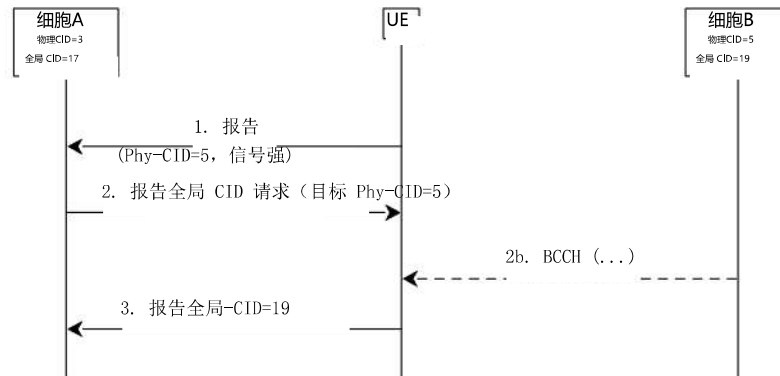 细胞A
物理CID=3
全局 CID=17
UE
细胞B
物理CID=5
全局 CID=19
1. 报告
(Phy-CID=5, 信号强)
2. 报告全局 CID 请求（目标 Phy-CID=5）
2b. BCCH (...)
3. 报告全局-CID=19